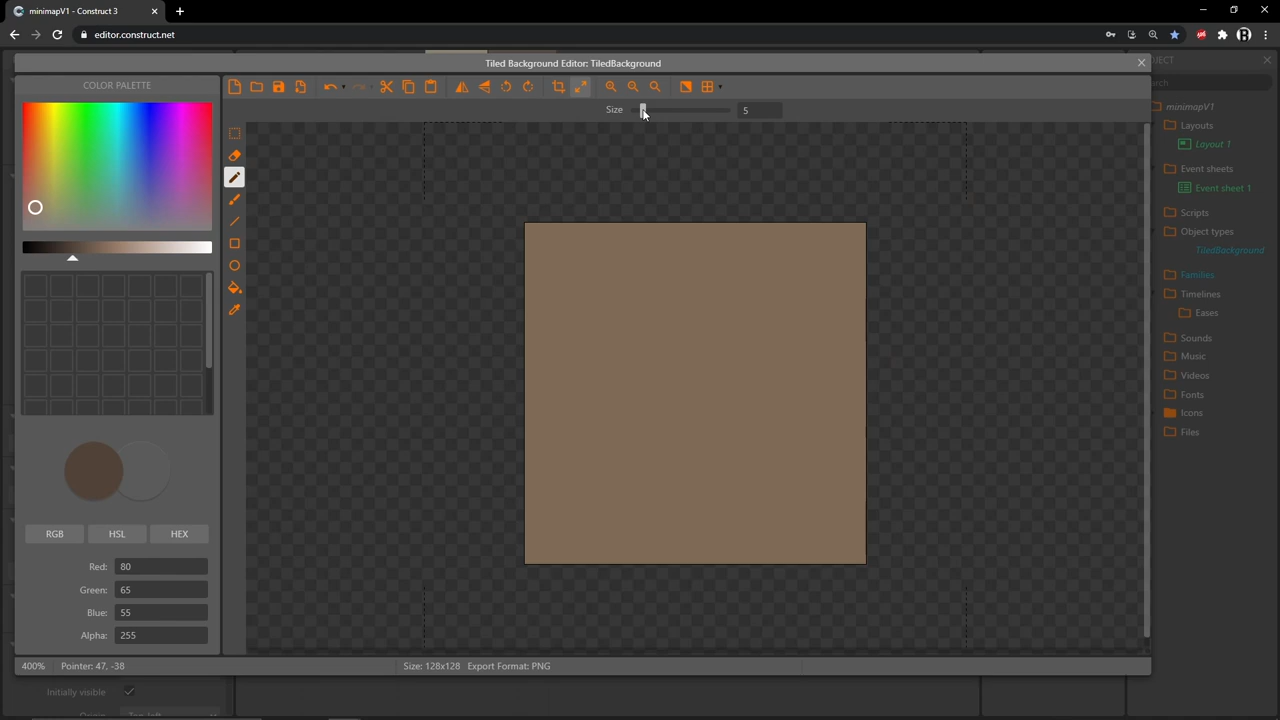 minimapV1 - Construct 3
editor.construct.net
Tiled Background Editor: TiledBackground
COLOR PALETTE
Size 5
minimapV1
Layouts
Layout 1
Event sheets
Event sheet 1
Scripts
Object types
TiledBackground
Families
Timelines
Eases
Sounds
Music
Videos
Fonts
Icons
Files
RGB HSL HEX
Red: 80
Green: 65
Blue: 55
Alpha: 255
400% Pointer: 47, -38 Size: 128x128 Export Format: PNG
Initially visible